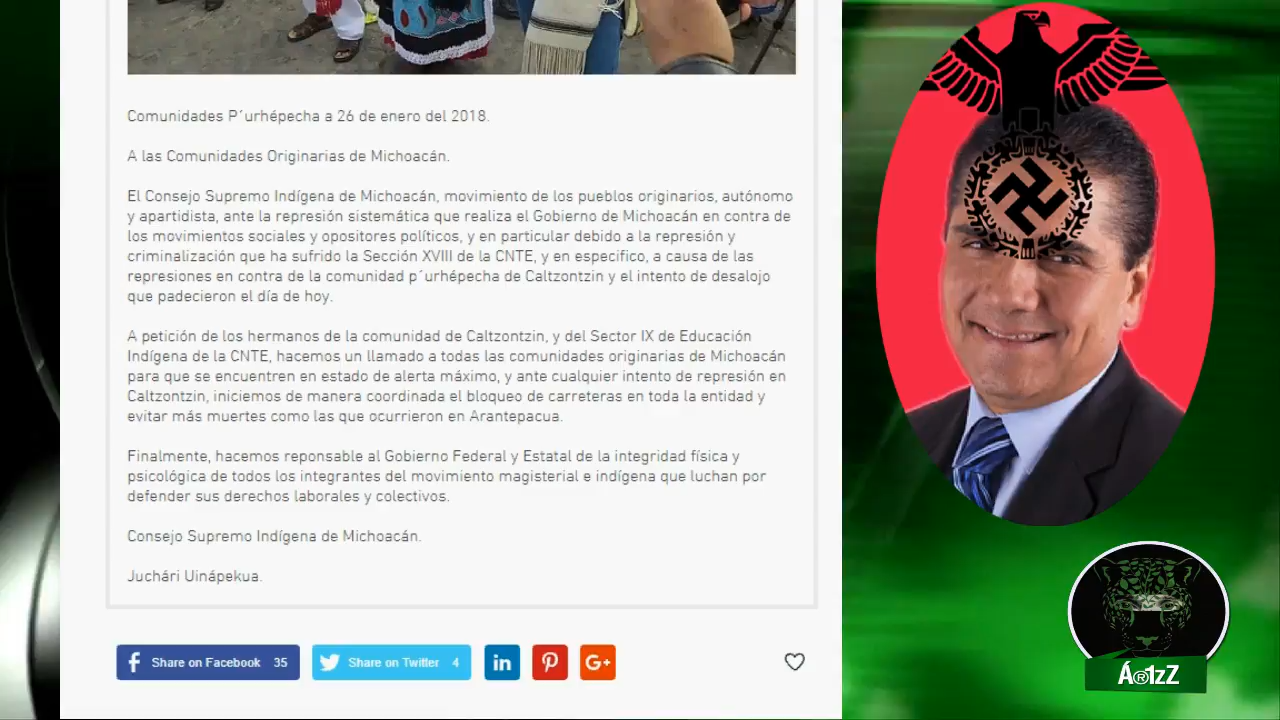 Comunidades P´urhépecha a 26 de enero del 2018.
A las Comunidades Originarias de Michoacán.
El Consejo Supremo Indígena de Michoacán, movimiento de los pueblos originarios, autónomo
y apartidista, ante la represión sistemática que realiza el Gobierno de Michoacán en contra de
los movimientos sociales y opositores políticos, y en particular debido a la represión y
criminalización que ha sufrido la Sección XVIII de la CNTE, y en especifico, a causa de las
represiones en contra de la comunidad p´urhépecha de Caltzontzin y el intento de desalojo
que padecieron el día de hoy.
A petición de los hermanos de la comunidad de Caltzontzin, y del Sector IX de Educación
Indígena de la CNTE, hacemos un llamado a todas las comunidades originarias de Michoacán
para que se encuentren en estado de alerta máximo, y ante cualquier intento de represión en
Caltzontzin, iniciemos de manera coordinada el bloqueo de carreteras en toda la entidad y
evitar más muertes como las que ocurrieron en Arantepacua.
Finalmente, hacemos reponsable al Gobierno Federal y Estatal de la integridad física y
psicológica de todos los integrantes del movimiento magisterial e indígena que luchan por
defender sus derechos laborales y colectivos.
Consejo Supremo Indígena de Michoacán.
Juchári Uinápekua.
Share on Facebook 35
Share on Twitter 4
in
G+
Á®1zZ